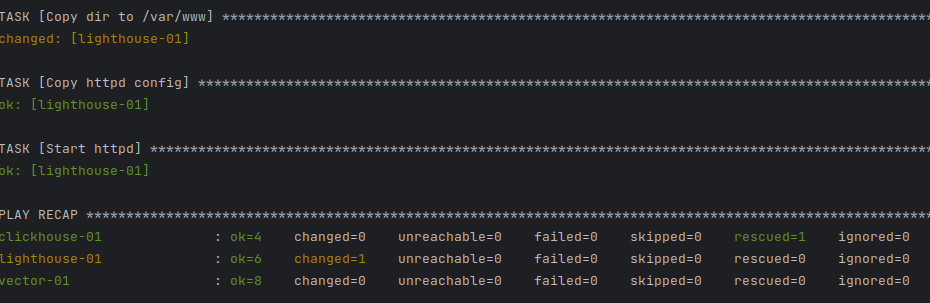 TASK [Copy dir to /var/www] *****************************************************************************************
changed: [lighthouse-01]
TASK [Copy httpd config] ********************************************************************************************
ok: [lighthouse-01]
TASK [Start httpd] **************************************************************************************************
ok: [lighthouse-01]
PLAY RECAP **********************************************************************************************************
clickhouse-01 : ok=4 changed=0 unreachable=0 failed=0 skipped=0 rescued=1 ignored=0
lighthouse-01 : ok=6 changed=1 unreachable=0 failed=0 skipped=0 rescued=0 ignored=0
vector-01 : ok=8 changed=0 unreachable=0 failed=0 skipped=0 rescued=0 ignored=0